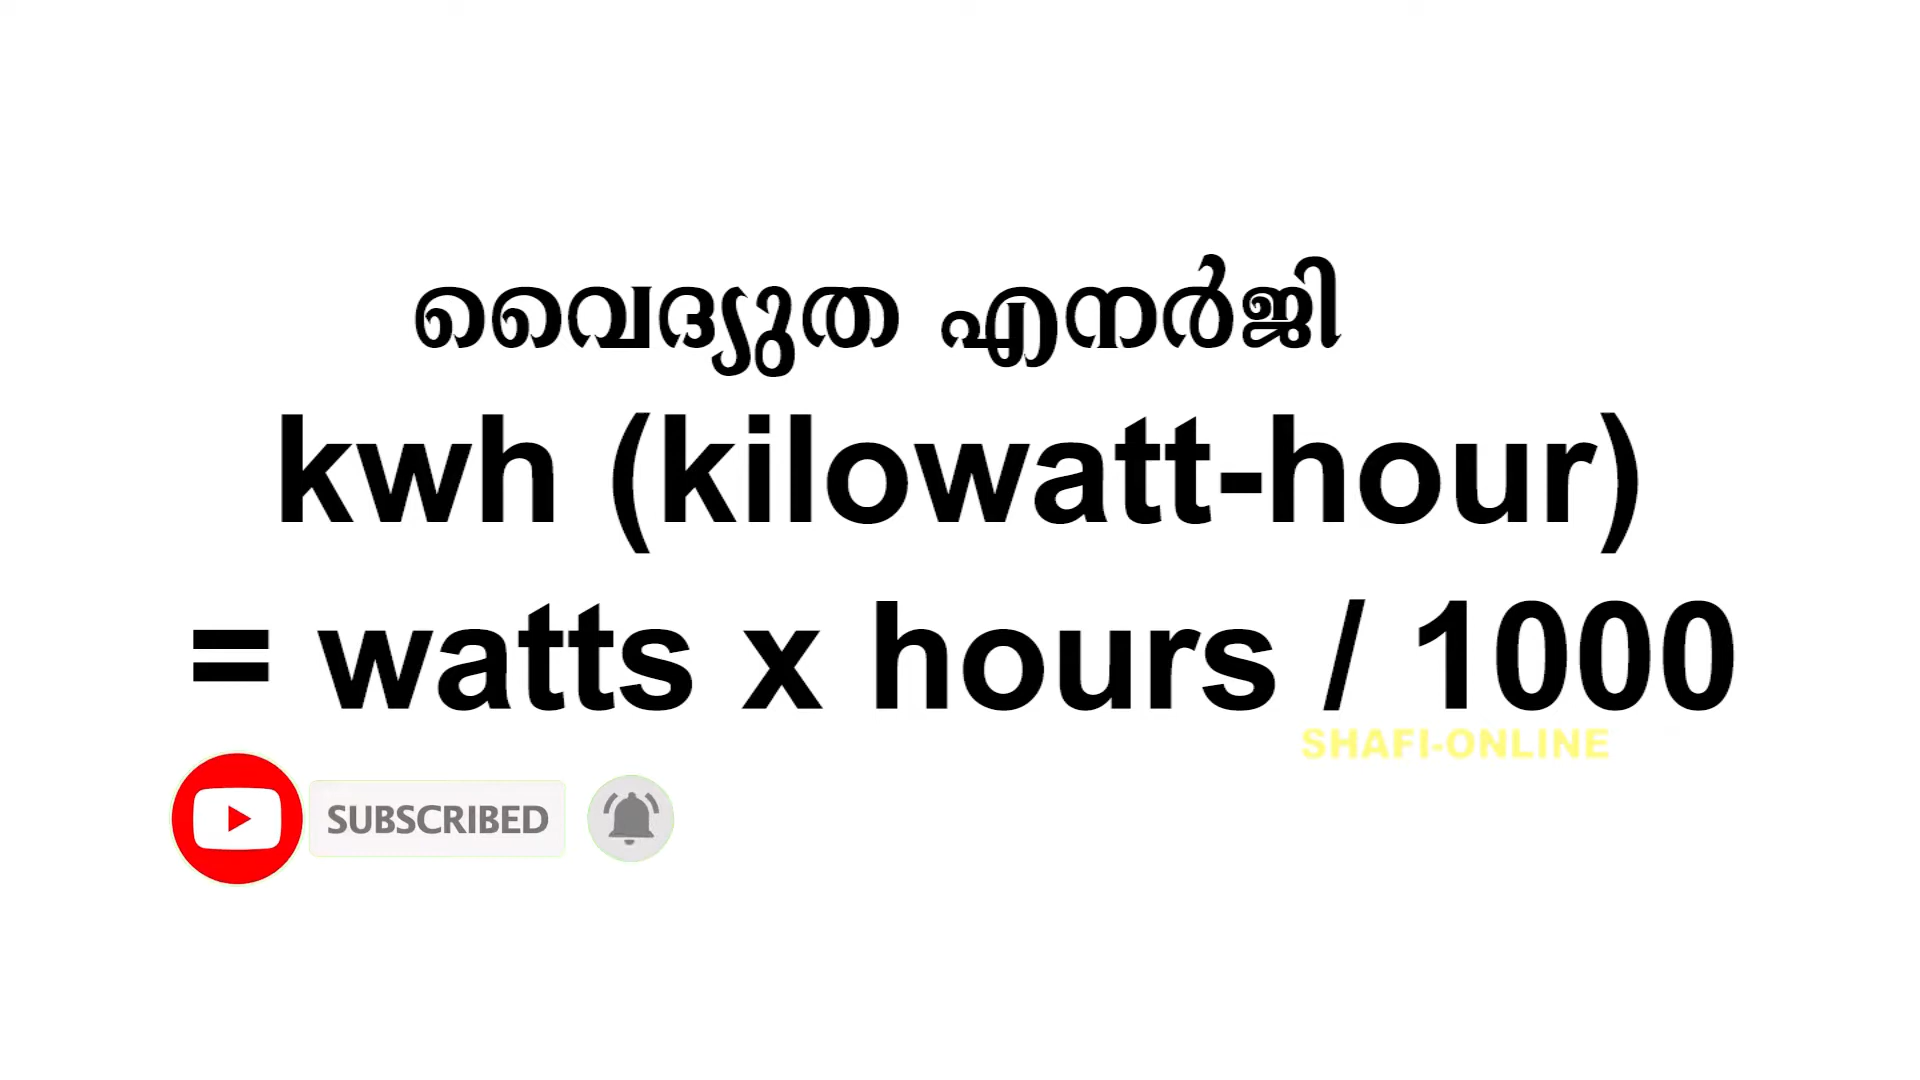 വൈദ്യുത എനർജി
kwh (kilowatt-hour)
= watts x hours / 1000
SHAFI-ONLINE
SUBSCRIBED